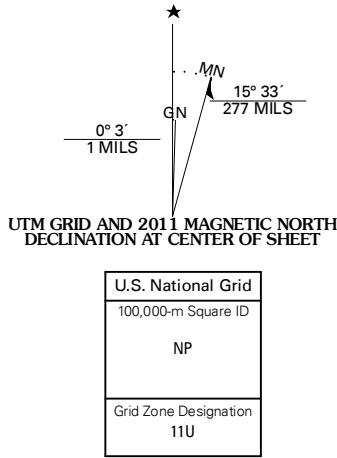 MN
15° 33´
277 MILS
GN
0° 3´
1 MILS
UTM GRID AND 2011 MAGNETIC NORTH
DECLINATION AT CENTER OF SHEET
U.S. National Grid
100,000-m Square ID
NP
Grid Zone Designation
11U